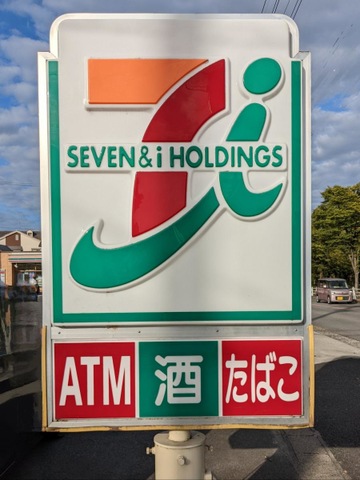 SEVEN & i HOLDINGS
ATM 酒 たばこ